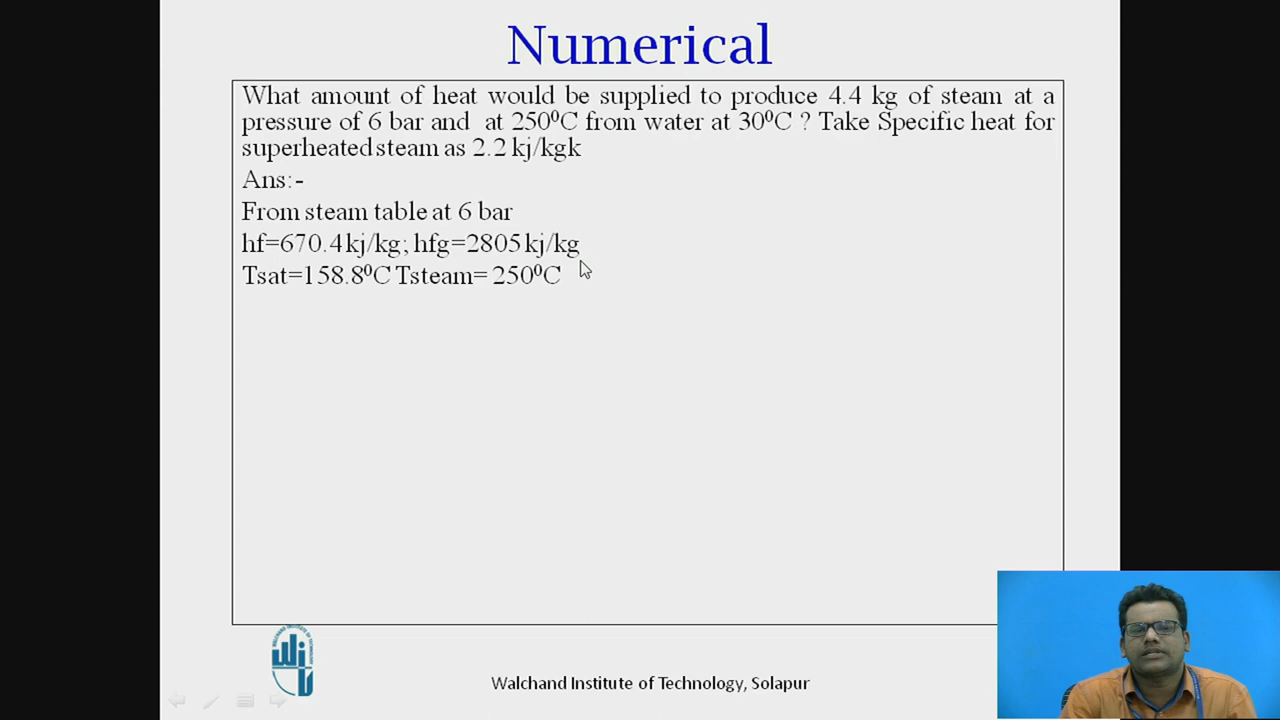 Numerical
What amount of heat would be supplied to produce 4.4 kg of steam at a
pressure of 6 bar and at 250⁰C from water at 30⁰C ? Take Specific heat for
superheated steam as 2.2 kj/kgk
Ans:-
From steam table at 6 bar
hf=670.4 kj/kg; hfg=2805 kj/kg
Tsat=158.8⁰C Tsteam= 250⁰C
Walchand Institute of Technology, Solapur